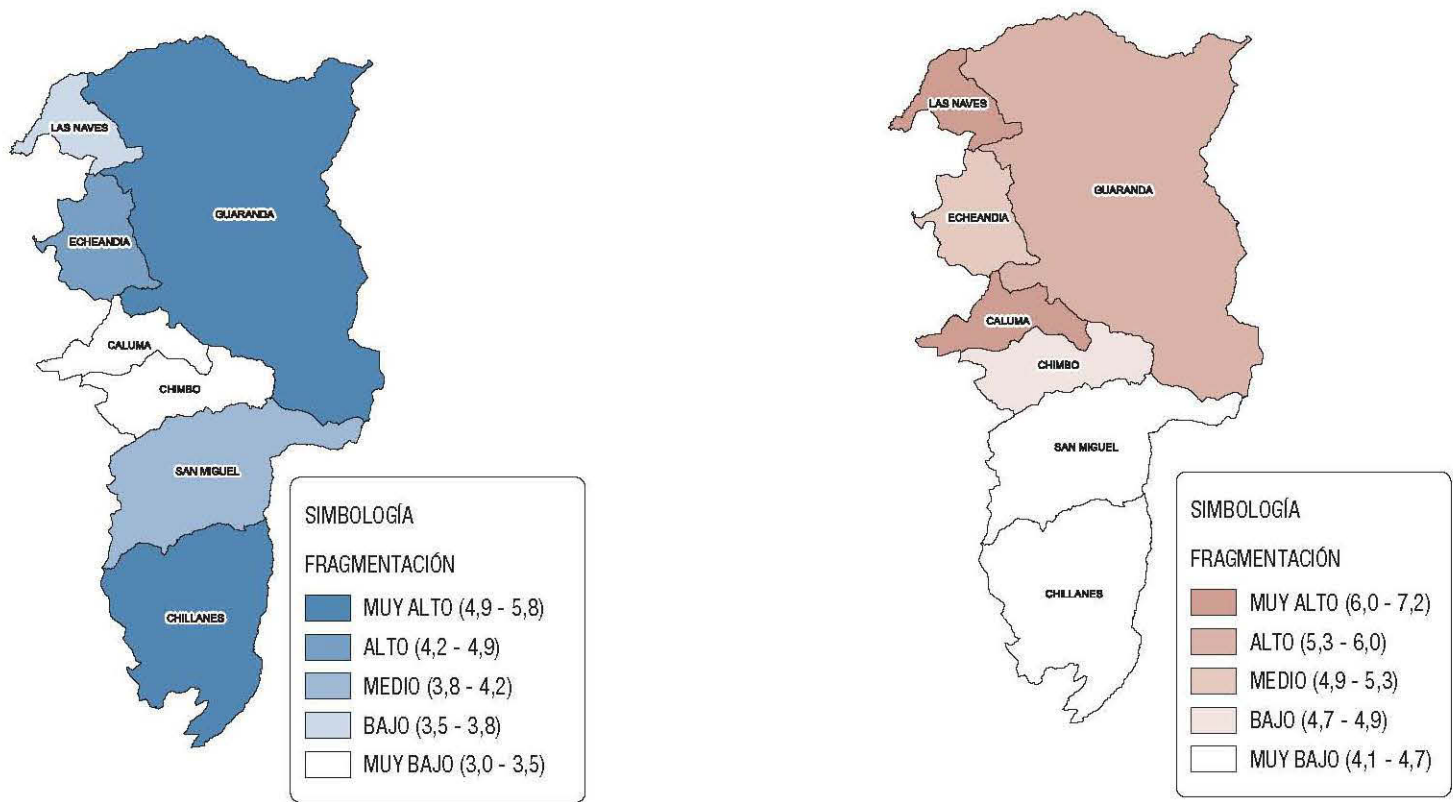 LAS NAVES
GUARANDA
ECHEANDIA
CALUMA
CHIMBO
SAN MIGUEL
CHILLANES
SIMBOLOGÍA
FRAGMENTACIÓN
MUY ALTO (4,9 - 5,8)
ALTO (4,2 - 4,9)
MEDIO (3,8 - 4,2)
BAJO (3,5 - 3,8)
MUY BAJO (3,0 - 3,5)
LAS NAVES
GUARANDA
ECHEANDIA
CALUMA
CHIMBO
SAN MIGUEL
CHILLANES
SIMBOLOGÍA
FRAGMENTACIÓN
MUY ALTO (6,0 - 7,2)
ALTO (5,3 - 6,0)
MEDIO (4,9 - 5,3)
BAJO (4,7 - 4,9)
MUY BAJO (4,1 - 4,7)